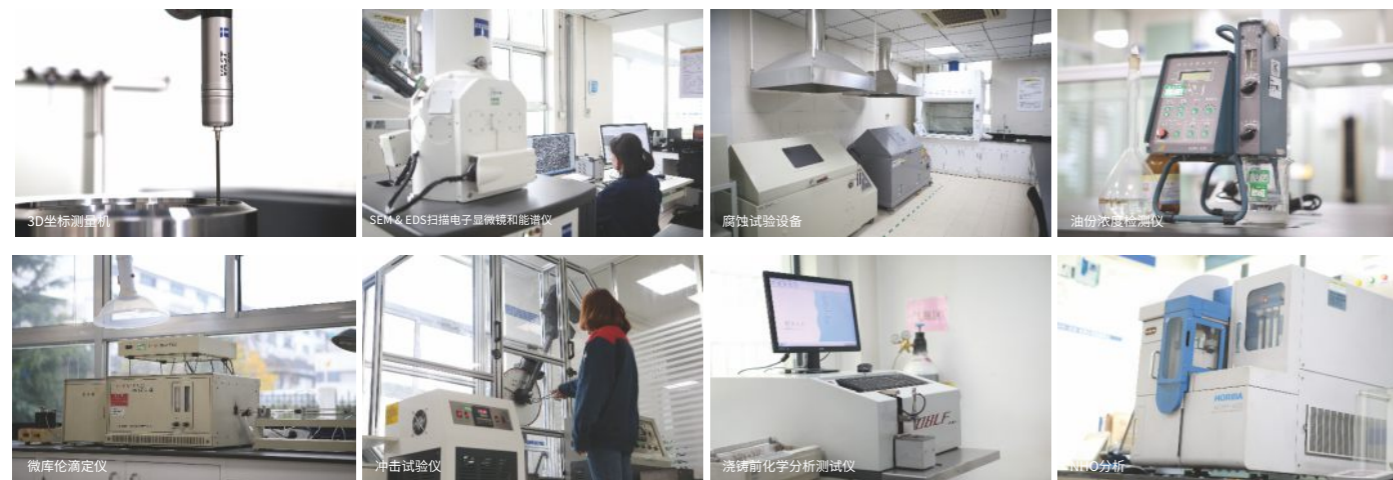 VAST
3D坐标测量机
SEM & EDS扫描电子显微镜和能谱仪
腐蚀试验设备
油份浓度检测仪
微库伦滴定仪
冲击试验仪
OBLF
浇铸前化学分析测试仪
HORIBA
NHO分析